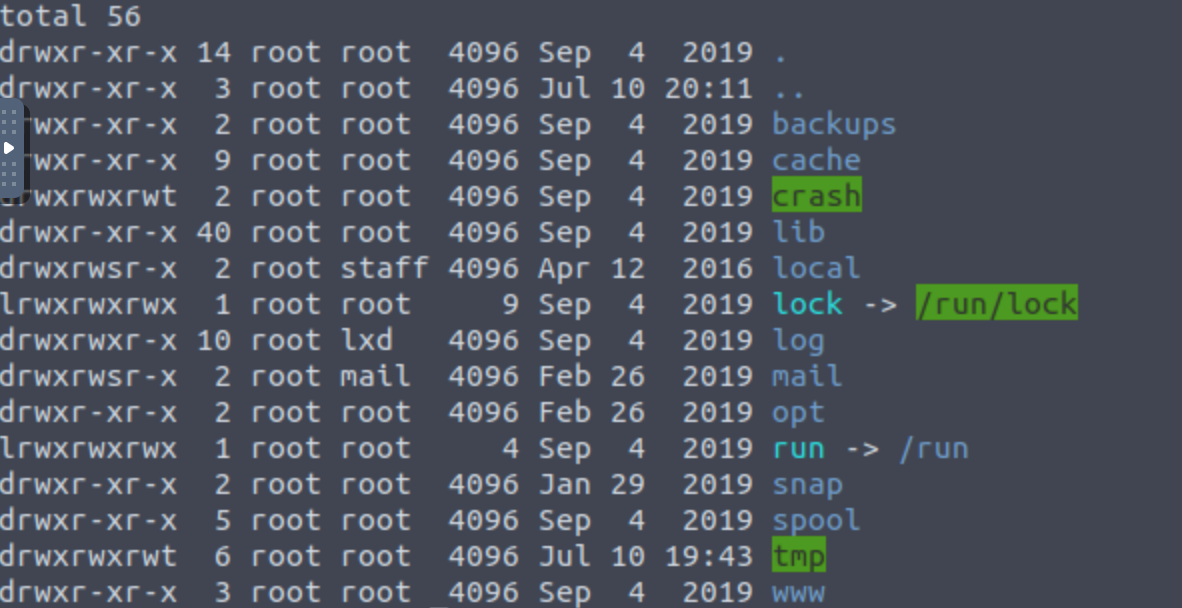 total 56
drwxr-xr-x 14 root root  4096 Sep  4  2019 .
drwxr-xr-x  3 root root  4096 Jul 10 20:11 ..
rwxr-xr-x  2 root root  4096 Sep  4  2019 backups
rwxr-xr-x  9 root root  4096 Sep  4  2019 cache
wxrwxrwt  2 root root  4096 Sep  4  2019 crash
drwxr-xr-x 40 root root  4096 Sep  4  2019 lib
drwxrwsr-x  2 root staff 4096 Apr 12  2016 local
lrwxrwxrwx  1 root root     9 Sep  4  2019 lock -> /run/lock
drwxrwxr-x 10 root lxd   4096 Sep  4  2019 log
drwxrwsr-x  2 root mail  4096 Feb 26  2019 mail
drwxr-xr-x  2 root root  4096 Feb 26  2019 opt
lrwxrwxrwx  1 root root     4 Sep  4  2019 run -> /run
drwxr-xr-x  2 root root  4096 Jan 29  2019 snap
drwxr-xr-x  5 root root  4096 Sep  4  2019 spool
drwxrwxrwt  6 root root  4096 Jul 10 19:43 tmp
drwxr-xr-x  3 root root  4096 Sep  4  2019 www